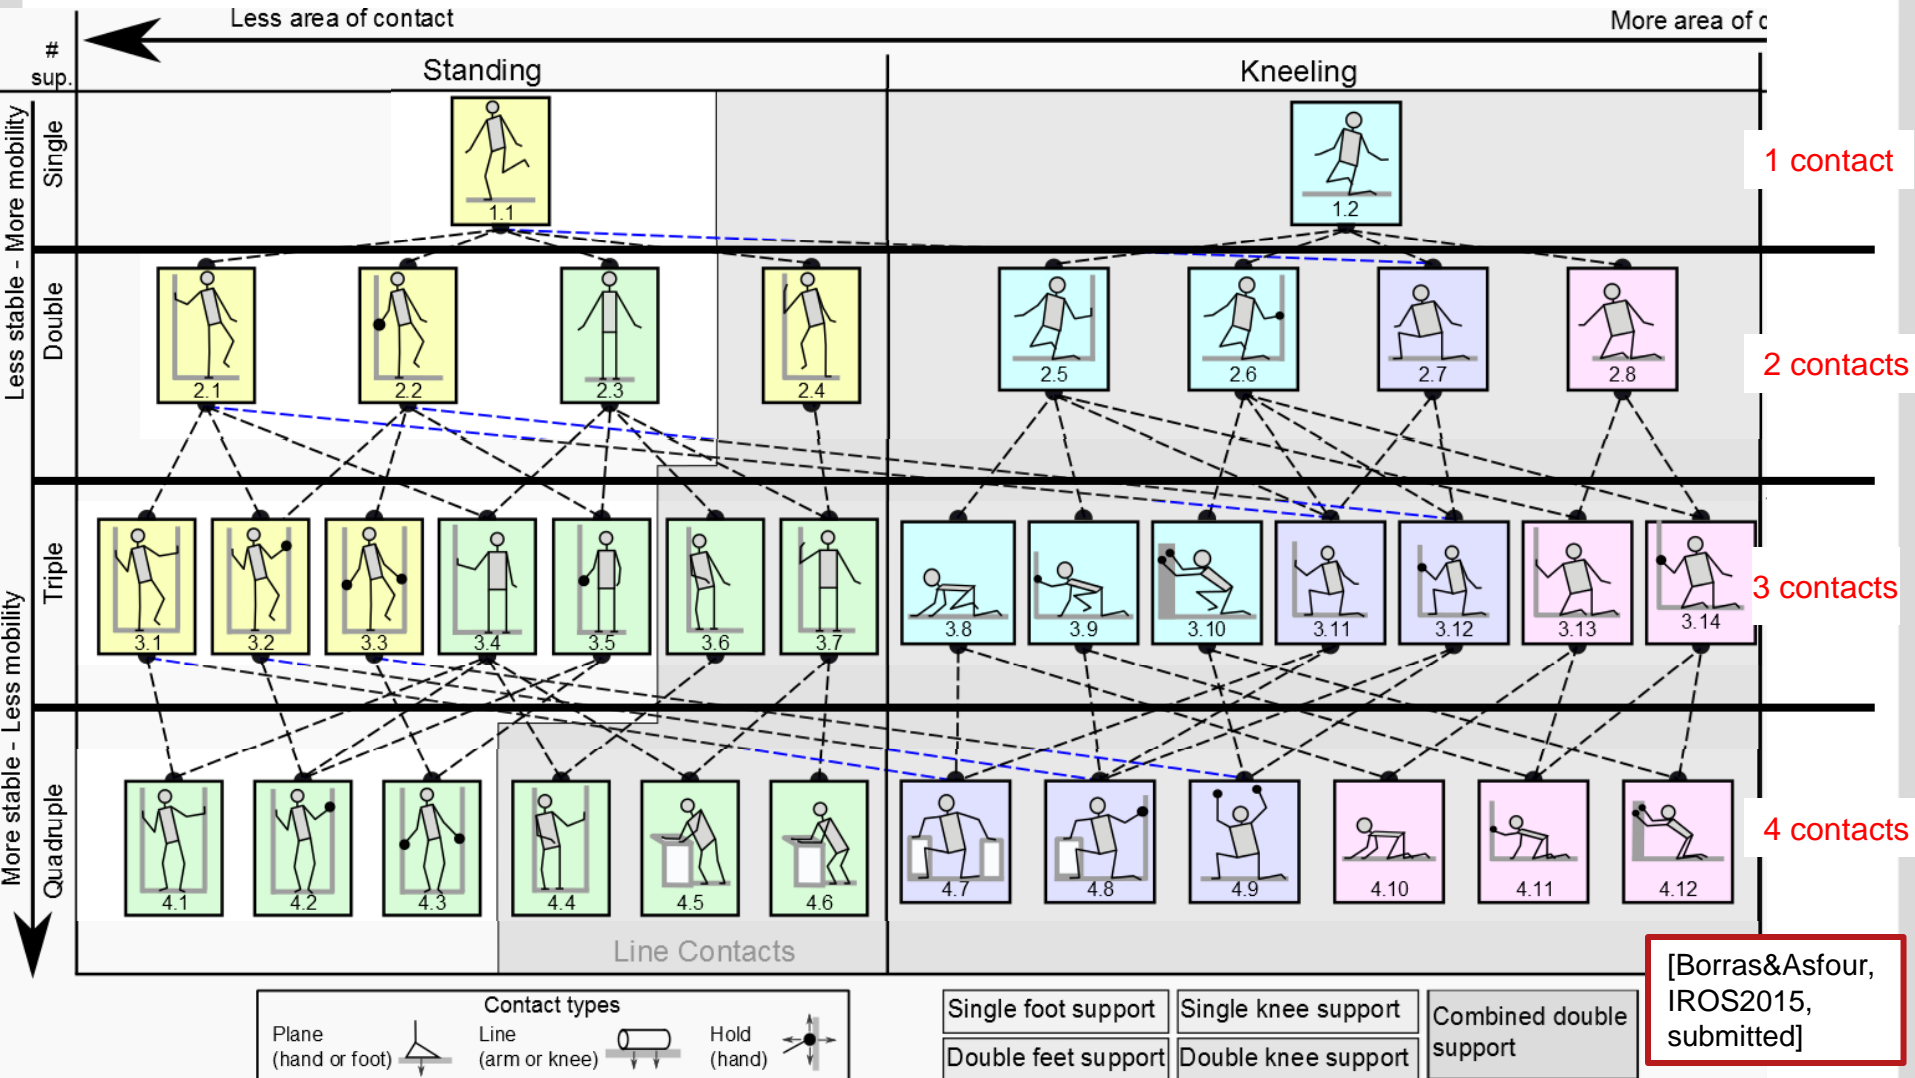 Less area of contact
More area of c
#
sup.
Standing
Kneeling
Less stable - More mobility
More stable - Less mobility
Single
1.1
1.2
1 contact
Double
2.1
2.2
2.3
2.4
2.5
2.6
2.7
2.8
2 contacts
Triple
3.1
3.2
3.3
3.4
3.5
3.6
3.7
3.8
3.9
3.10
3.11
3.12
3.13
3.14
3 contacts
Quadruple
4.1
4.2
4.3
4.4
4.5
4.6
4.7
4.8
4.9
4.10
4.11
4.12
4 contacts
Line Contacts
[Borras&Asfour,
IROS2015,
submitted]
Contact types
Plane
(hand or foot)
Line
(arm or knee)
Hold
(hand)
Single foot support
Single knee support
Double feet support
Double knee support
Combined double
support